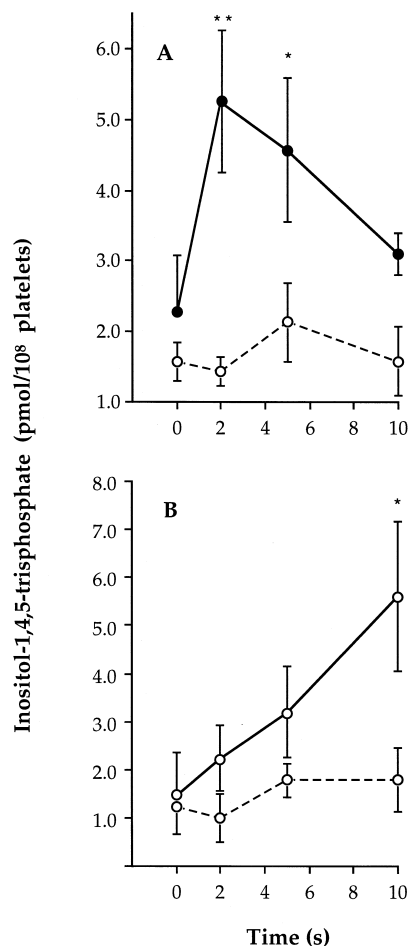 * *
A
*
6.0
5.0
4.0
3.0
2.0
1.0
0 2 4 6 8 10
Inositol-1,4,5-trisphosphate (pmol/10⁸ platelets)
8.0
B
*
7.0
6.0
5.0
4.0
3.0
2.0
1.0
0 2 4 6 8 10
Time (s)